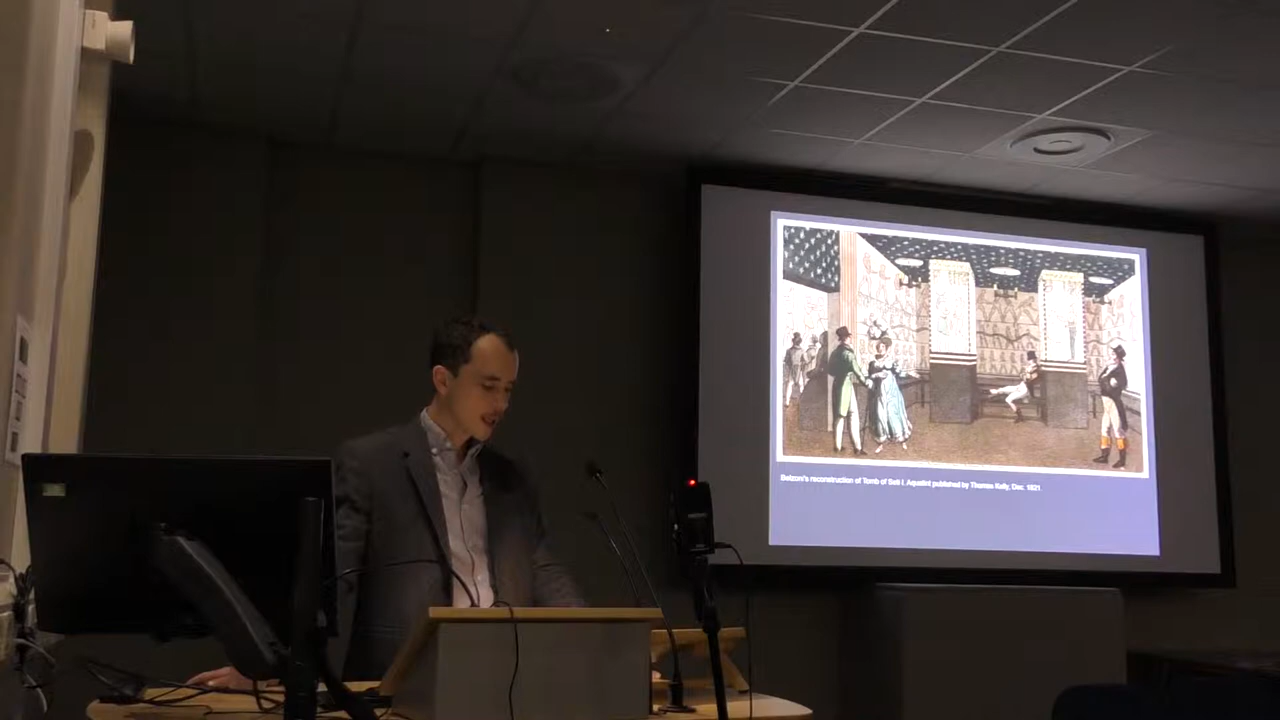 Belzoni's reconstruction of Tomb of Seti I. Aquatint published by Thomas Kelly, Dec. 1821